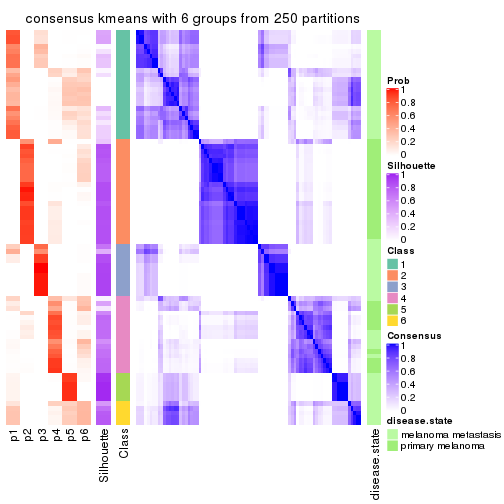 consensus kmeans with 6 groups from 250 partitions
Prob
1
0.8
0.6
0.4
0.2
0
Silhouette
1
0.8
0.6
0.4
0.2
0
Class
1
2
3
4
5
6
Consensus
1
0.8
0.6
0.4
0.2
0
disease.state
melanoma metastasis
primary melanoma
p1
p2
p3
p4
p5
p6
Silhouette
Class
disease.state